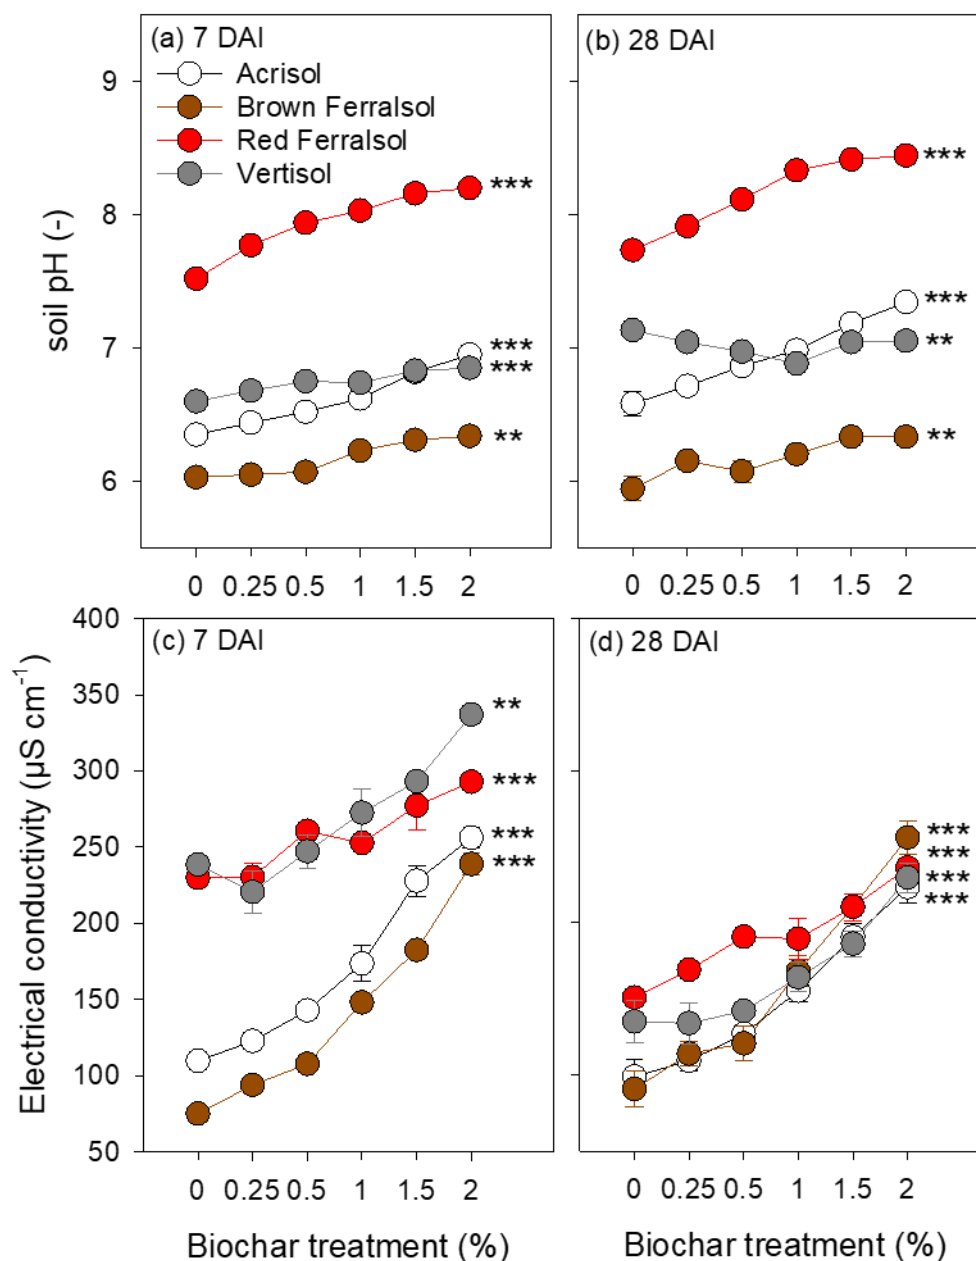 (a) 7 DAI
Acrisol
Brown Ferralsol
Red Ferralsol
Vertisol
(b) 28 DAI
soil pH (-)
9
8
7
6
***
***
***
**
***
***
**
**
0 0.25 0.5 1 1.5 2
0 0.25 0.5 1 1.5 2
(c) 7 DAI
(d) 28 DAI
Electrical conductivity (µS cm⁻¹)
400
350
300
250
200
150
100
50
**
***
***
***
***
***
***
***
0 0.25 0.5 1 1.5 2
0 0.25 0.5 1 1.5 2
Biochar treatment (%)
Biochar treatment (%)